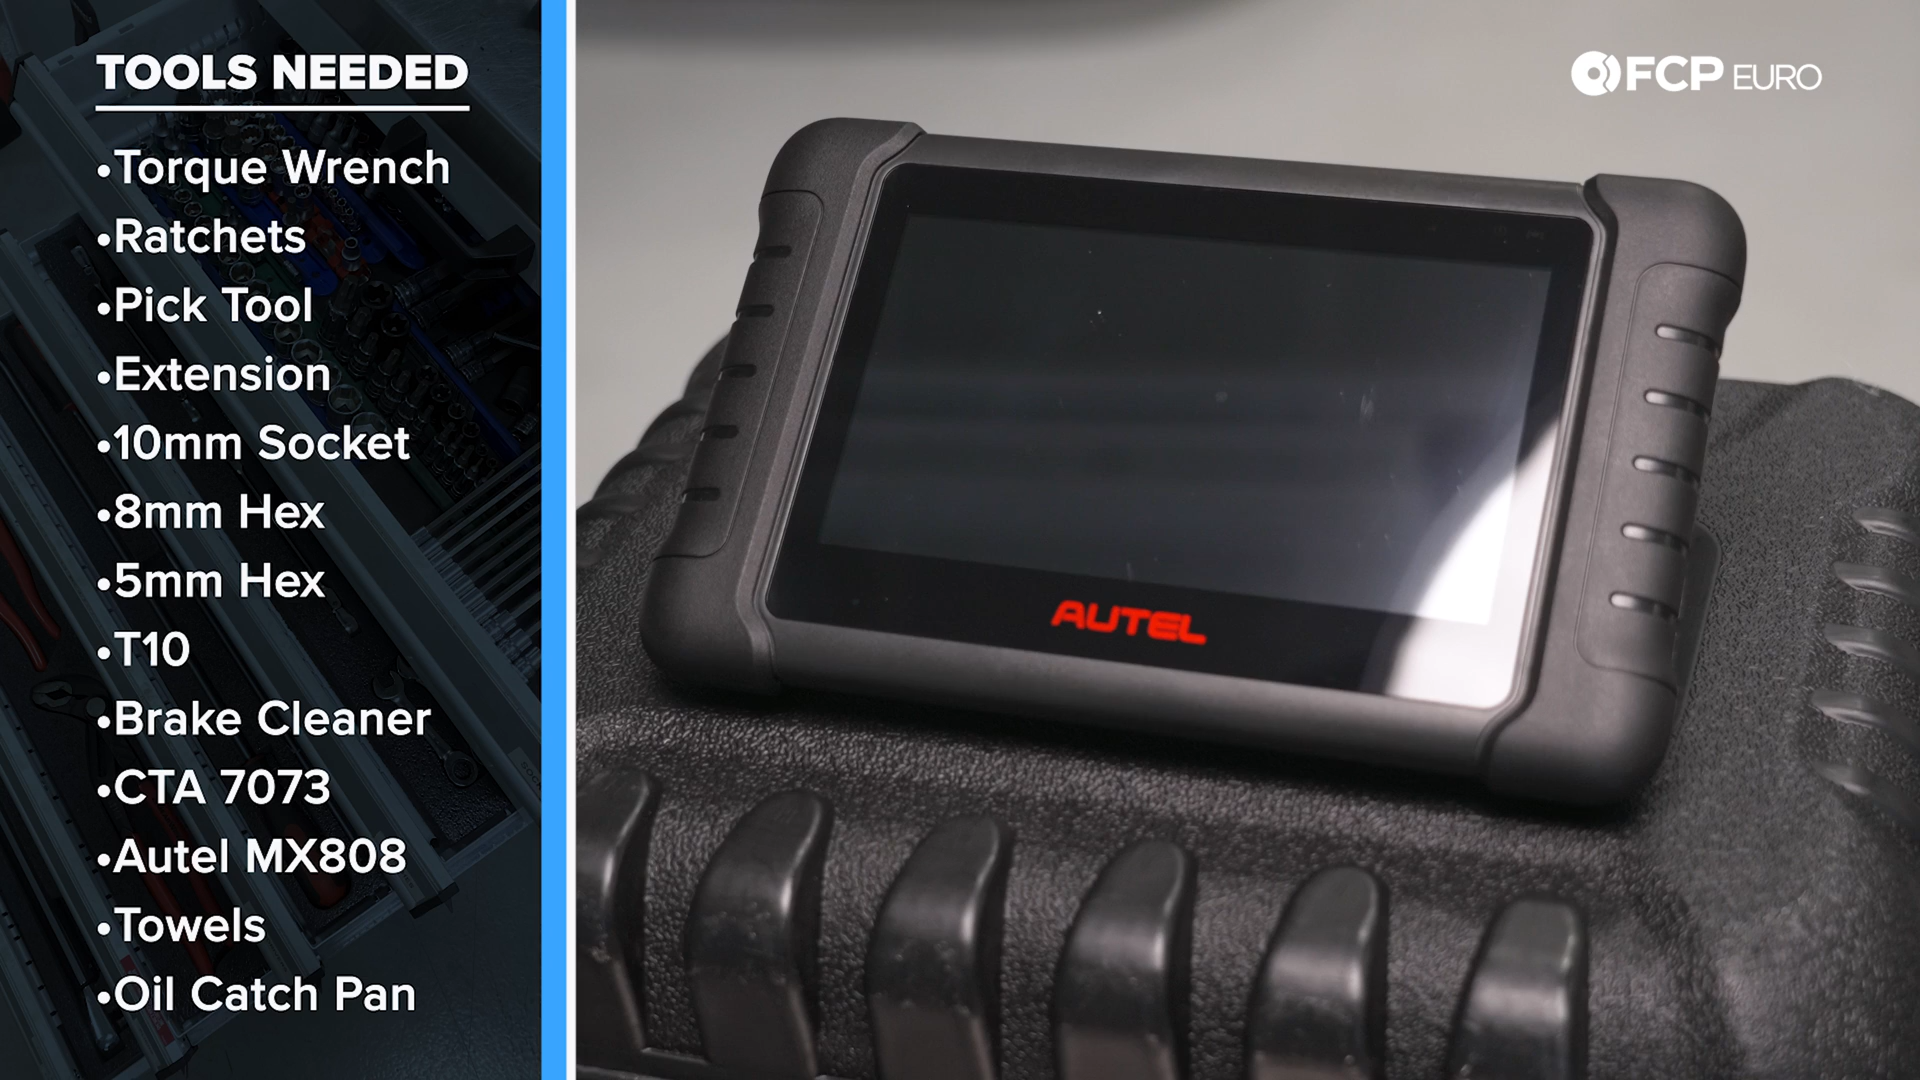 TOOLS NEEDED
•Torque Wrench
•Ratchets
•Pick Tool
•Extension
•10mm Socket
•8mm Hex
•5mm Hex
•T10
•Brake Cleaner
•CTA 7073
•Autel MX808
•Towels
•Oil Catch Pan
FCP EURO
AUTEL